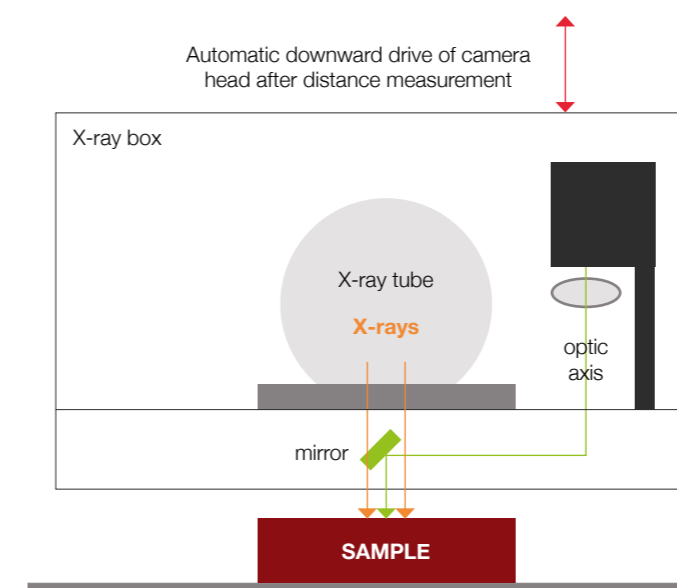 Automatic downward drive of camera
head after distance measurement
X-ray box
X-ray tube
X-rays
optic
axis
mirror
SAMPLE